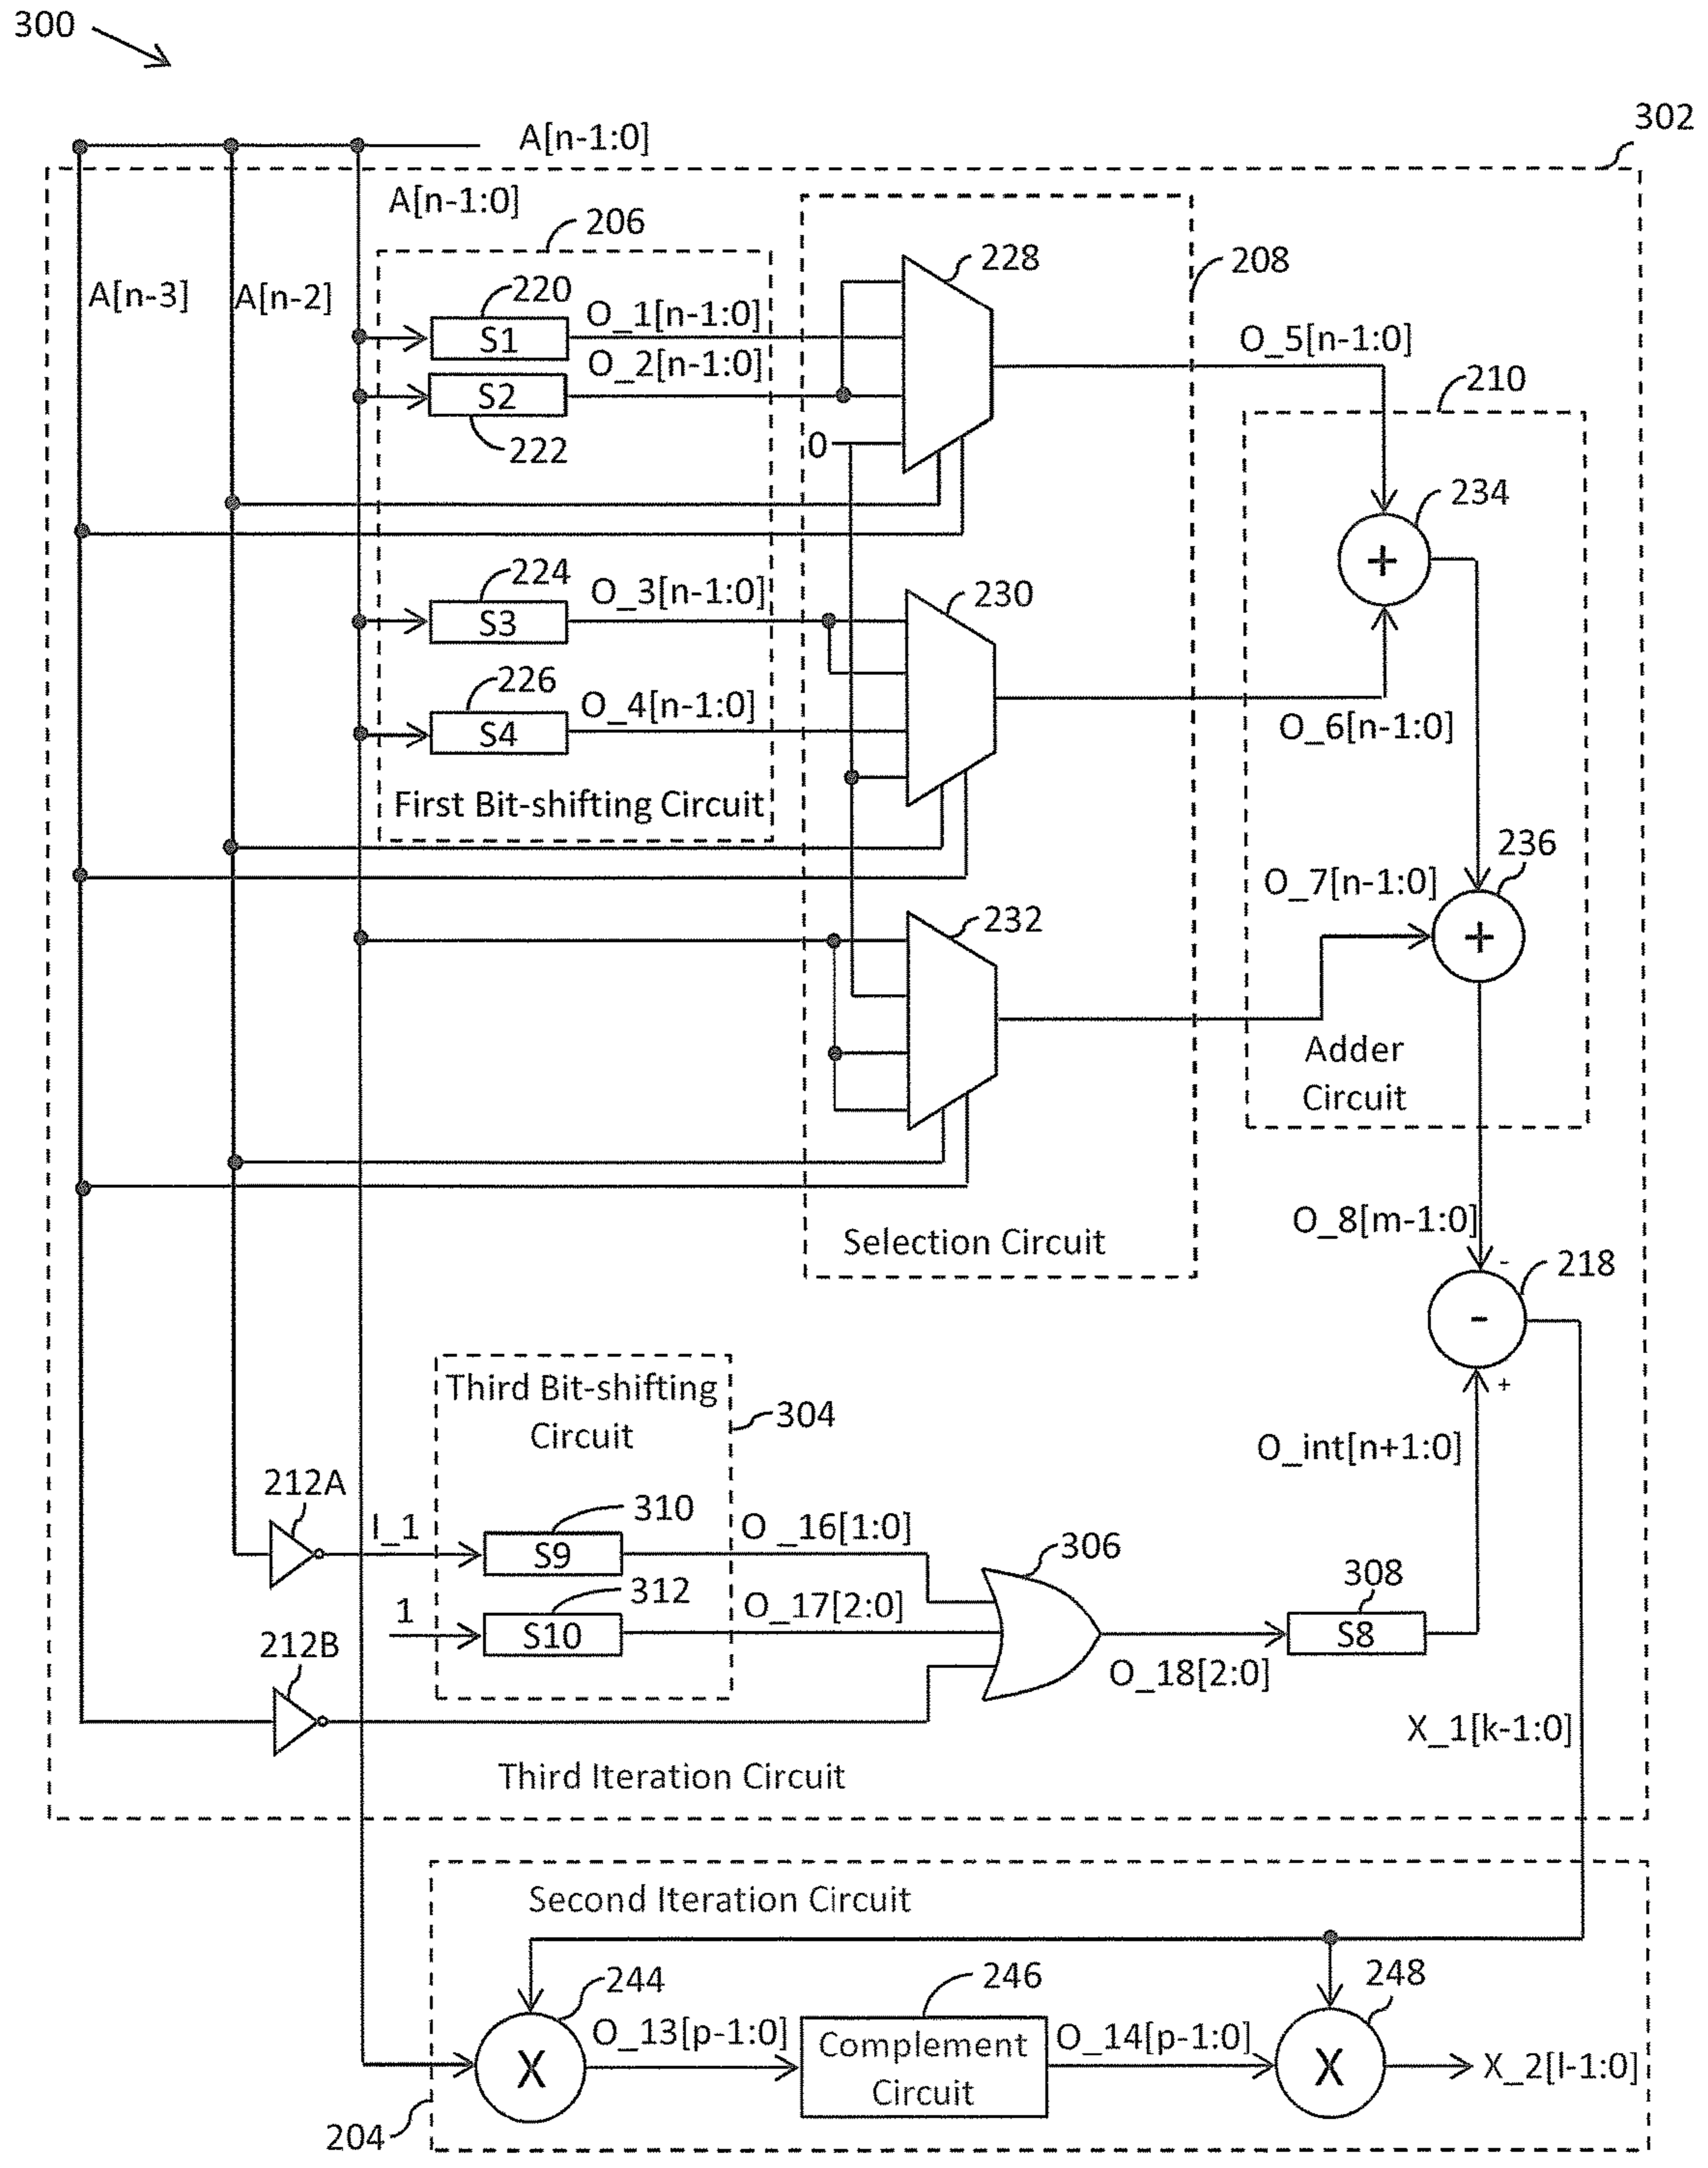 300
302
A[n-1:0]
A[n-1:0]
206
228
208
A[n-3]
A[n-2]
220
S1
O_1[n-1:0]
O_5[n-1:0]
O_2[n-1:0]
S2
222
0
210
234
+
224
O_3[n-1:0]
230
S3
226
O_4[n-1:0]
S4
O_6[n-1:0]
First Bit-shifting Circuit
236
O_7[n-1:0]
232
+
Adder
Circuit
O_8[m-1:0]
Selection Circuit
-
218
-
+
Third Bit-shifting
Circuit
304
O_int[n+1:0]
212A
I_1
310
S9
O _16[1:0]
306
308
1
312
S10
O_17[2:0]
S8
212B
O_18[2:0]
X_1[k-1:0]
Third Iteration Circuit
Second Iteration Circuit
244
246
248
X
O_13[p-1:0]
Complement
Circuit
O_14[p-1:0]
X
X_2[l-1:0]
204